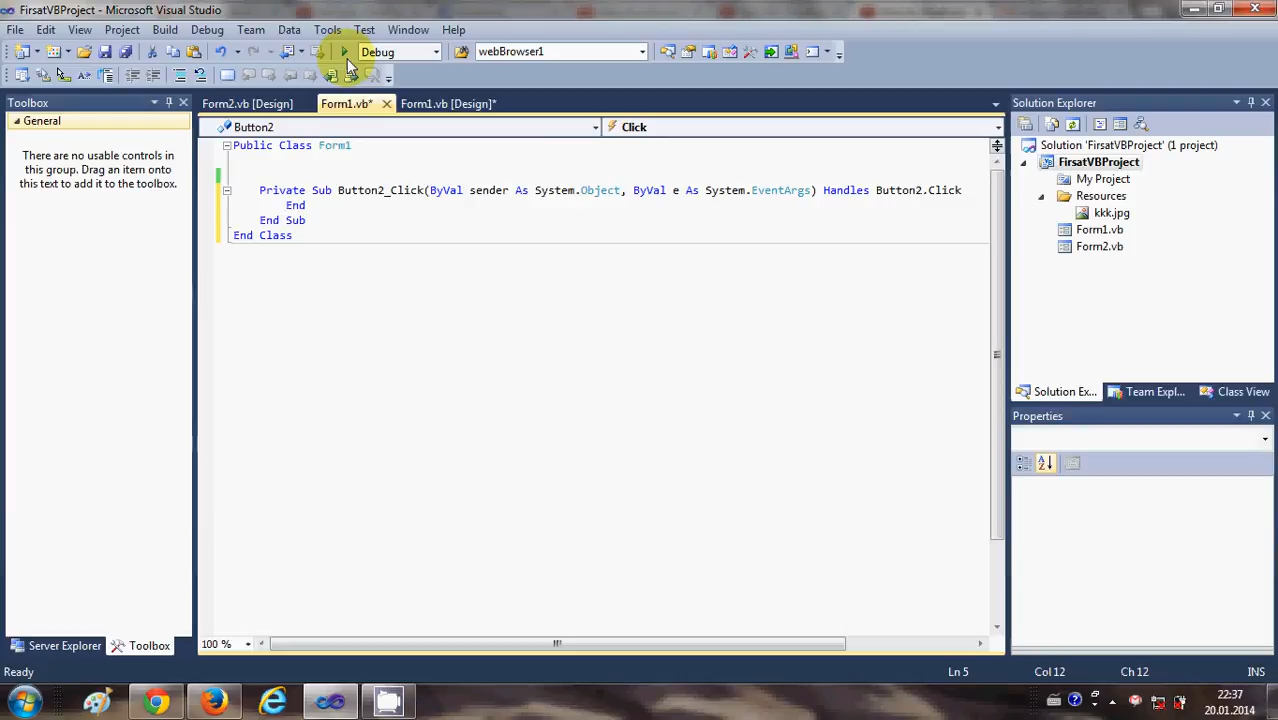 FirsatVBProject - Microsoft Visual Studio
File Edit View Project Build Debug Team Data Tools Test Window Help
Debug webBrowser1
Toolbox
General
There are no usable controls in
this group. Drag an item onto
this text to add it to the toolbox.
Server Explorer Toolbox
Form2.vb [Design] Form1.vb* Form1.vb [Design]*
Button2 Click
Public Class Form1
Private Sub Button2_Click(ByVal sender As System.Object, ByVal e As System.EventArgs) Handles Button2.Click
End
End Sub
End Class
100 %
Solution Explorer
Solution 'FirsatVBProject' (1 project)
FirsatVBProject
My Project
Resources
kkk.jpg
Form1.vb
Form2.vb
Solution Ex... Team Expl... Class View
Properties
Ready Ln 5 Col 12 Ch 12 INS
22:37
20.01.2014